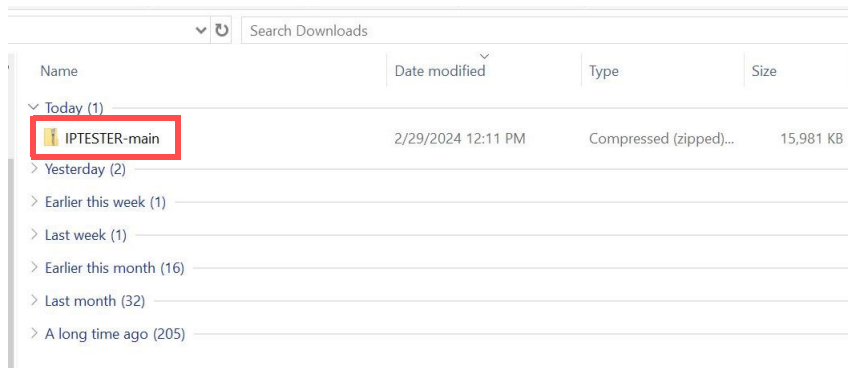 Search Downloads
Name Date modified Type Size
Today (1)
IPTESTER-main 2/29/2024 12:11 PM Compressed (zipped)... 15,981 KB
Yesterday (2)
Earlier this week (1)
Last week (1)
Earlier this month (16)
Last month (32)
A long time ago (205)